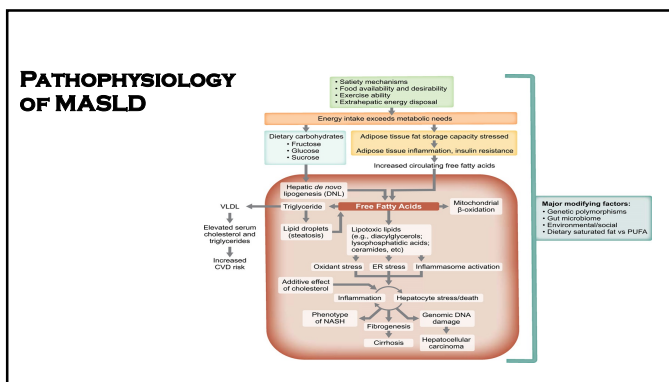 PATHOPHYSIOLOGY
OF MASLD
• Satiety mechanisms
• Food availability and desirability
• Exercise ability
• Extrahepatic energy disposal
Energy intake exceeds metabolic needs
Dietary carbohydrates
• Fructose
• Glucose
• Sucrose
Adipose tissue fat storage capacity stressed
Adipose tissue inflammation, insulin resistance
Increased circulating free fatty acids
Hepatic de novo
lipogenesis (DNL)
VLDL
Triglyceride
Free Fatty Acids
Mitochondrial
β-oxidation
Elevated serum
cholesterol and
triglycerides
Increased
CVD risk
Lipid droplets
(steatosis)
Lipotoxic lipids
(e.g., diacylglycerols;
lysophosphatidic acids;
ceramides, etc)
Oxidant stress
ER stress
Inflammasome activation
Additive effect
of cholesterol
Inflammation
Hepatocyte stress/death
Phenotype
of NASH
Fibrogenesis
Cirrhosis
Genomic DNA
damage
Hepatocellular
carcinoma
Major modifying factors:
• Genetic polymorphisms
• Gut microbiome
• Environmental/social
• Dietary saturated fat vs PUFA